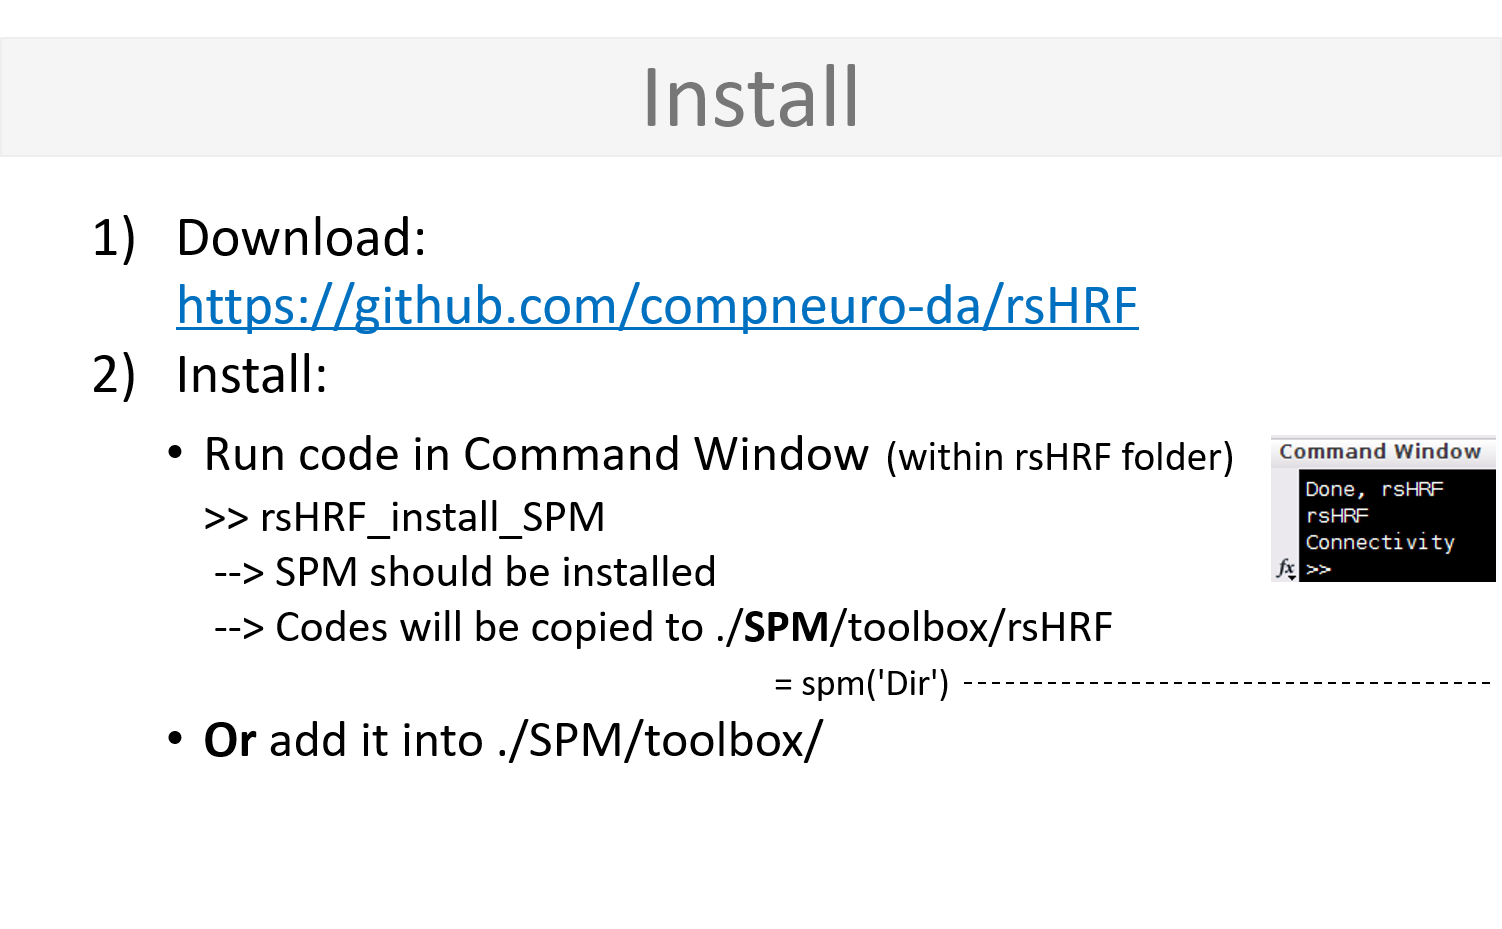 Install
1) Download:
https://github.com/compneuro-da/rsHRF
2) Install:
• Run code in Command Window (within rsHRF folder)
>> rsHRF_install_SPM
--> SPM should be installed
--> Codes will be copied to ./SPM/toolbox/rsHRF
= spm('Dir') --------------------------------------
• Or add it into ./SPM/toolbox/
Command Window
Done, rsHRF
rsHRF
Connectivity
fx >>